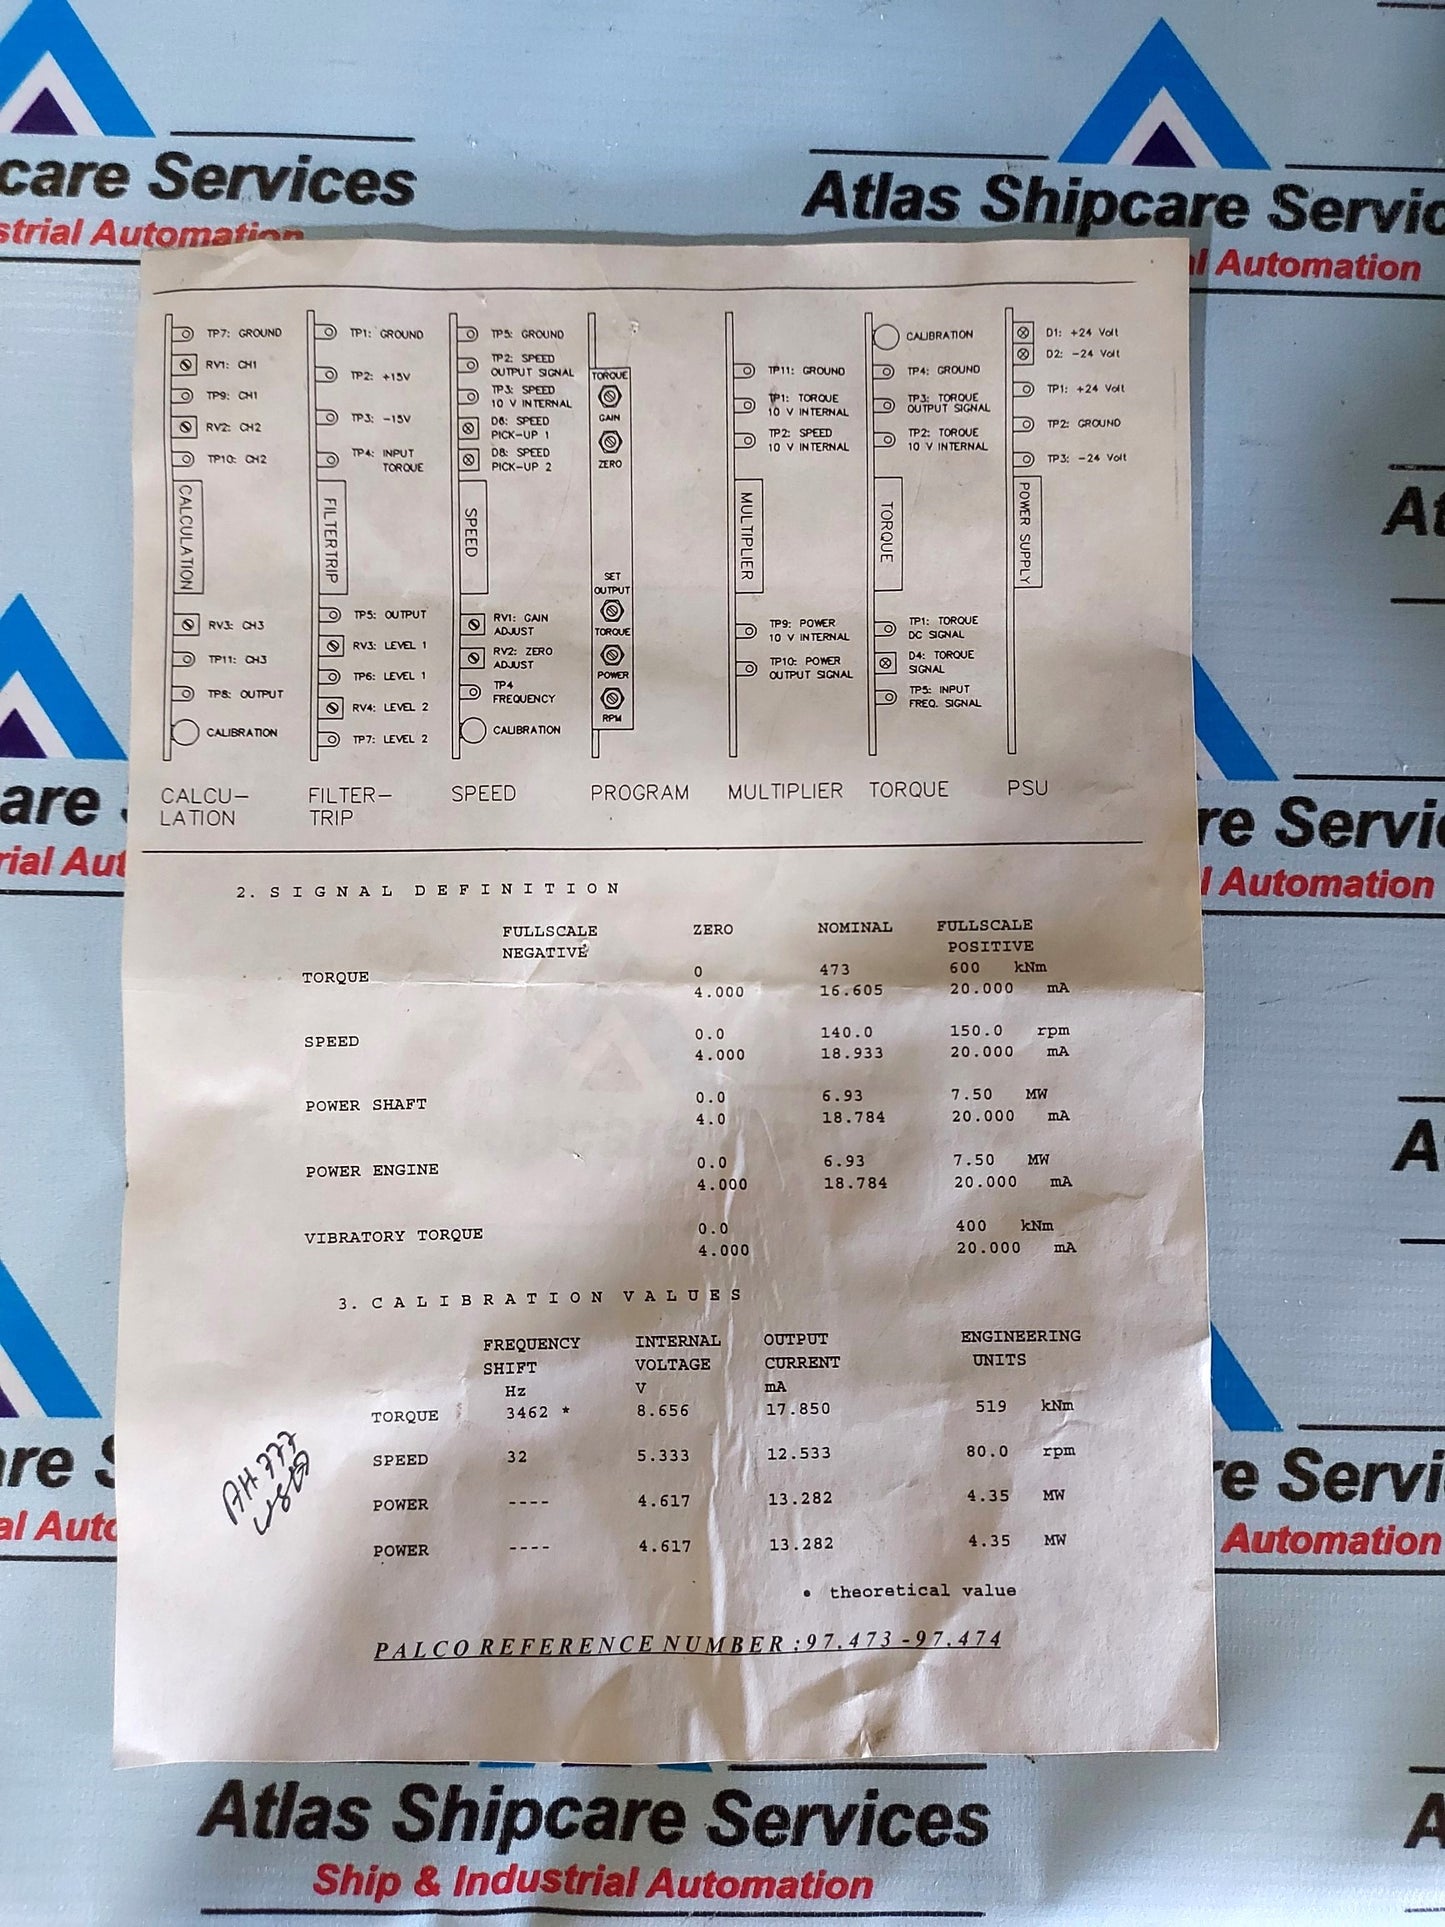 care Services
strial Automation
Atlas Shipcare Servic
l Automation
TP7: GROUND
RV1: CH1
TP9: CH1
RV2: CH2
TP10: CH2
CALCULATION
RV3: CH3
TP11: CH3
TP8: OUTPUT
CALIBRATION
CALCU-
LATION
TP1: GROUND
TP2: +15V
TP3: -15V
TP4: INPUT
TORQUE
FILTERTRIP
TP5: OUTPUT
RV3: LEVEL 1
TP6: LEVEL 1
RV4: LEVEL 2
TP7: LEVEL 2
FILTER-
TRIP
TP5: GROUND
TP2: SPEED
OUTPUT SIGNAL
TP3: SPEED
10 V INTERNAL
D6: SPEED
PICK-UP 1
D8: SPEED
PICK-UP 2
SPEED
RV1: GAIN
ADJUST
RV2: ZERO
ADJUST
TP4
FREQUENCY
CALIBRATION
SPEED
TORQUE
GAIN
ZERO
SET
OUTPUT
TORQUE
POWER
RPM
PROGRAM
TP11: GROUND
TP1: TORQUE
10 V INTERNAL
TP2: SPEED
10 V INTERNAL
MULTIPLIER
TP9: POWER
10 V INTERNAL
TP10: POWER
OUTPUT SIGNAL
MULTIPLIER
CALIBRATION
TP4: GROUND
TP3: TORQUE
OUTPUT SIGNAL
TP2: TORQUE
10 V INTERNAL
TORQUE
TP1: TORQUE
DC SIGNAL
D4: TORQUE
SIGNAL
TP5: INPUT
FREQ. SIGNAL
TORQUE
D1: +24 Volt
D2: -24 Volt
TP1: +24 Volt
TP2: GROUND
TP3: -24 Volt
POWER SUPPLY
PSU
2. SIGNAL DEFINITION
FULLSCALE ZERO NOMINAL FULLSCALE
NEGATIVE POSITIVE
TORQUE 0 473 600 kNm
4.000 16.605 20.000 mA
SPEED 0.0 140.0 150.0 rpm
4.000 18.933 20.000 mA
POWER SHAFT 0.0 6.93 7.50 MW
4.0 18.784 20.000 mA
POWER ENGINE 0.0 6.93 7.50 MW
4.000 18.784 20.000 mA
VIBRATORY TORQUE 0.0 400 kNm
4.000 20.000 mA
3. CALIBRATION VALUES
FREQUENCY INTERNAL OUTPUT ENGINEERING
SHIFT VOLTAGE CURRENT UNITS
Hz V mA
TORQUE 3462 * 8.656 17.850 519 kNm
SPEED 32 5.333 12.533 80.0 rpm
POWER ---- 4.617 13.282 4.35 MW
POWER ---- 4.617 13.282 4.35 MW
• theoretical value
PALCO REFERENCE NUMBER :97.473 -97.474
AH 777
At
are
rial Aut
re Servi
l Automation
A
are S
al Auto
e Servi
Automation
Atlas Shipcare Services
Ship & Industrial Automation
A